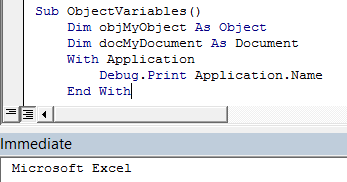 Sub ObjectVariables()
    Dim objMyObject As Object
    Dim docMyDocument As Document
    With Application
        Debug.Print Application.Name
    End With
Immediate
Microsoft Excel